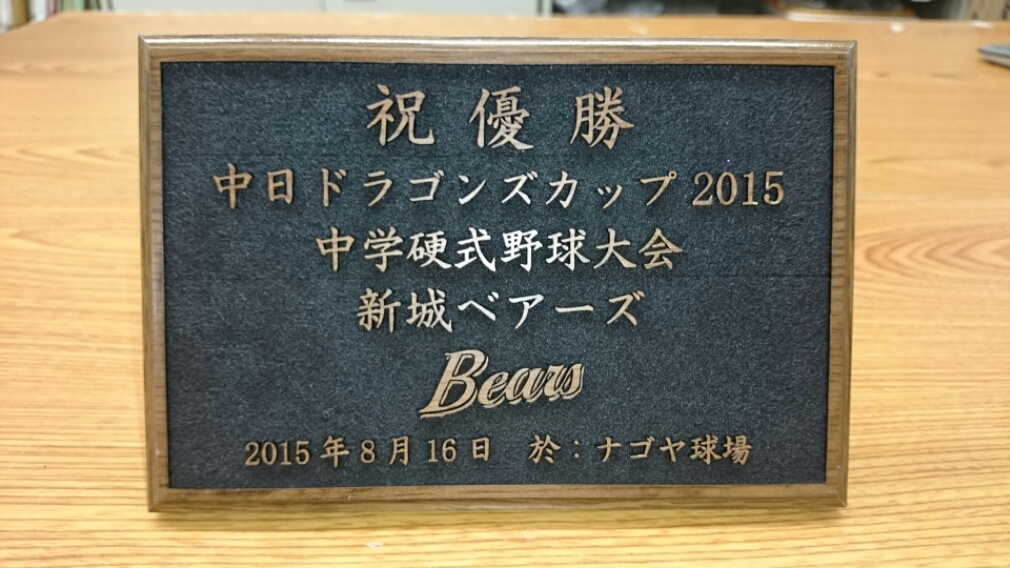 祝優勝
中日ドラゴンズカップ2015
中学硬式野球大会
新城ベアーズ
Bears
2015年8月16日 於：ナゴヤ球場